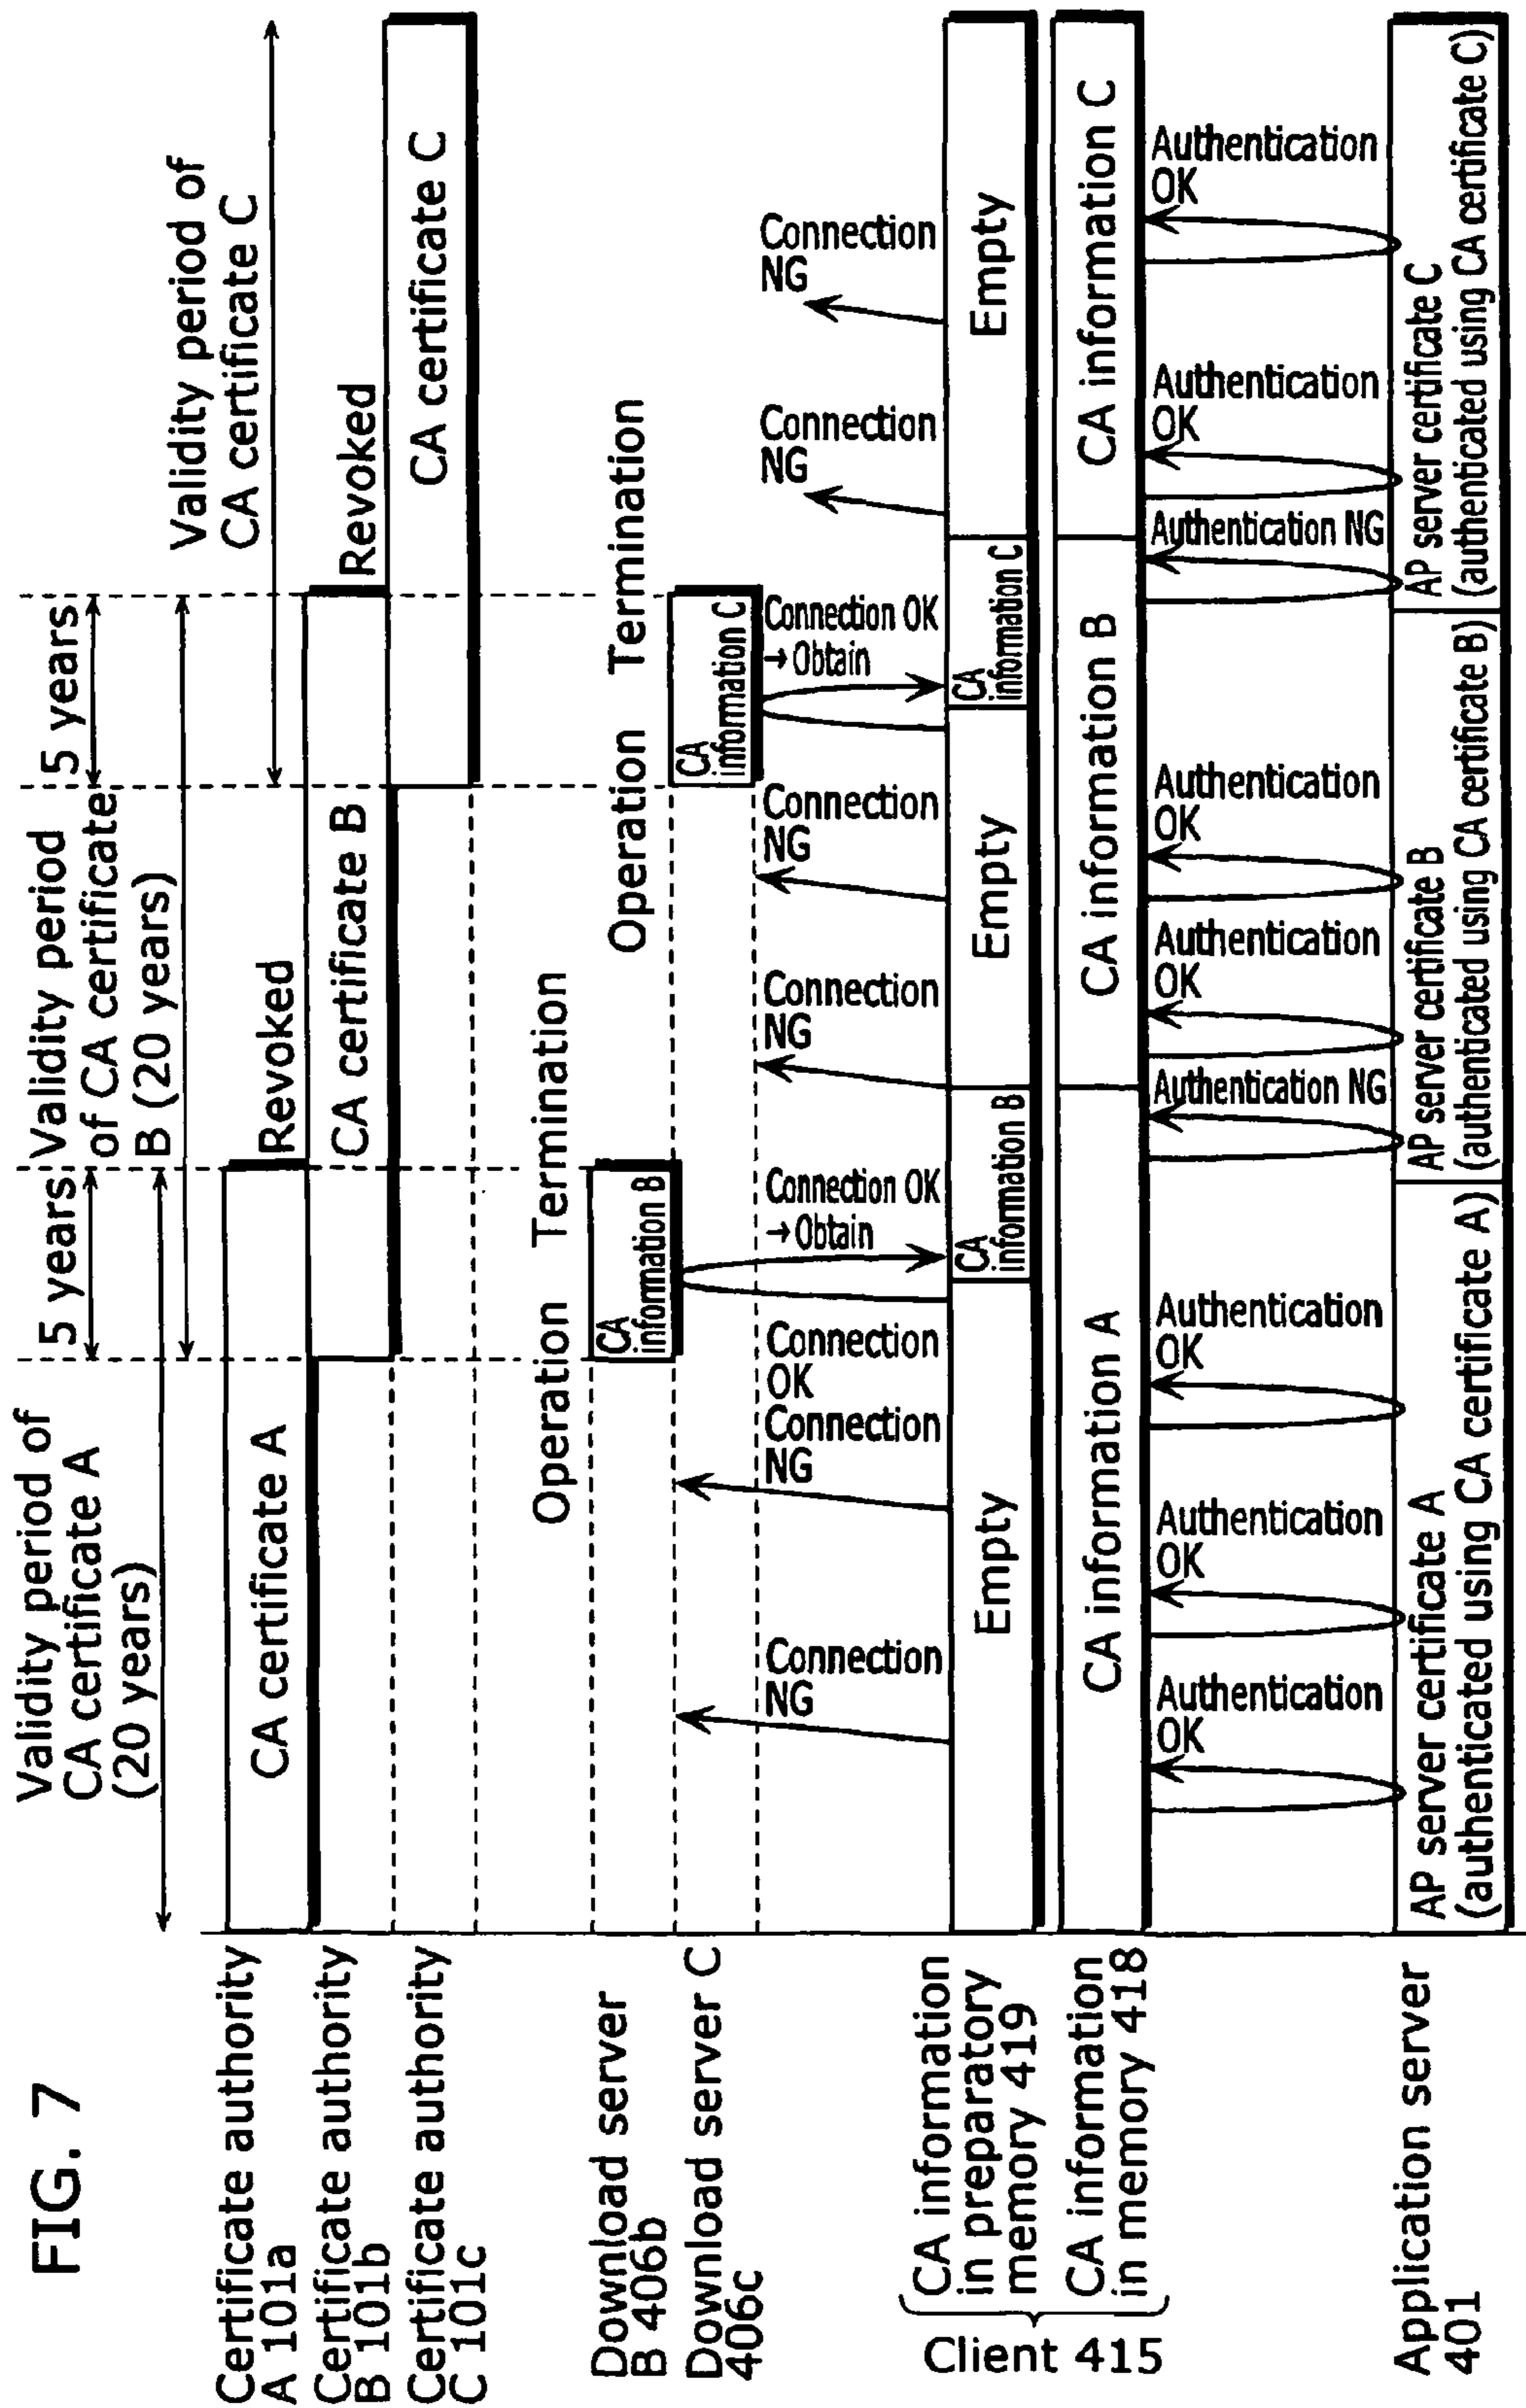 FIG. 7
Validity period of
CA certificate A
(20 years)
5 years
Validity period
of CA certificate
B (20 years)
5 years
Validity period of
CA certificate C
Certificate authority
A 101a
CA certificate A
Revoked
Certificate authority
B 101b
CA certificate B
Revoked
Certificate authority
C 101c
CA certificate C
Operation
Termination
Operation
Termination
Download server
B 406b
CA
information B
Download server C
406c
CA
information C
Connection
NG
Connection
NG
Connection
OK
Connection OK
→Obtain
Connection
NG
Connection
NG
Connection OK
→Obtain
Connection
NG
Connection
NG
Client 415
CA information
in preparatory
memory 419
Empty
CA
information B
Empty
CA
information C
Empty
CA information
in memory 418
CA information A
CA information B
CA information C
Authentication
OK
Authentication
OK
Authentication
OK
Authentication NG
Authentication
OK
Authentication
OK
Authentication NG
Authentication
OK
Authentication
OK
Application server
401
AP server certificate A
(authenticated using CA certificate A)
AP server certificate B
(authenticated using CA certificate B)
AP server certificate C
(authenticated using CA certificate C)